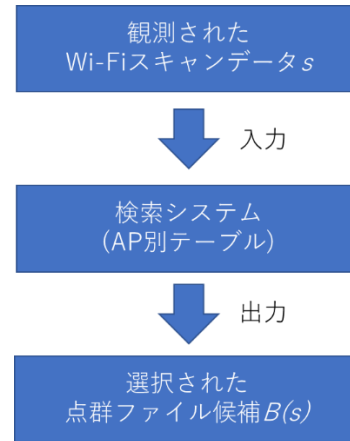 観測された
Wi-Fiスキャンデータs
入力
検索システム
(AP別テーブル)
出力
選択された
点群ファイル候補B(s)